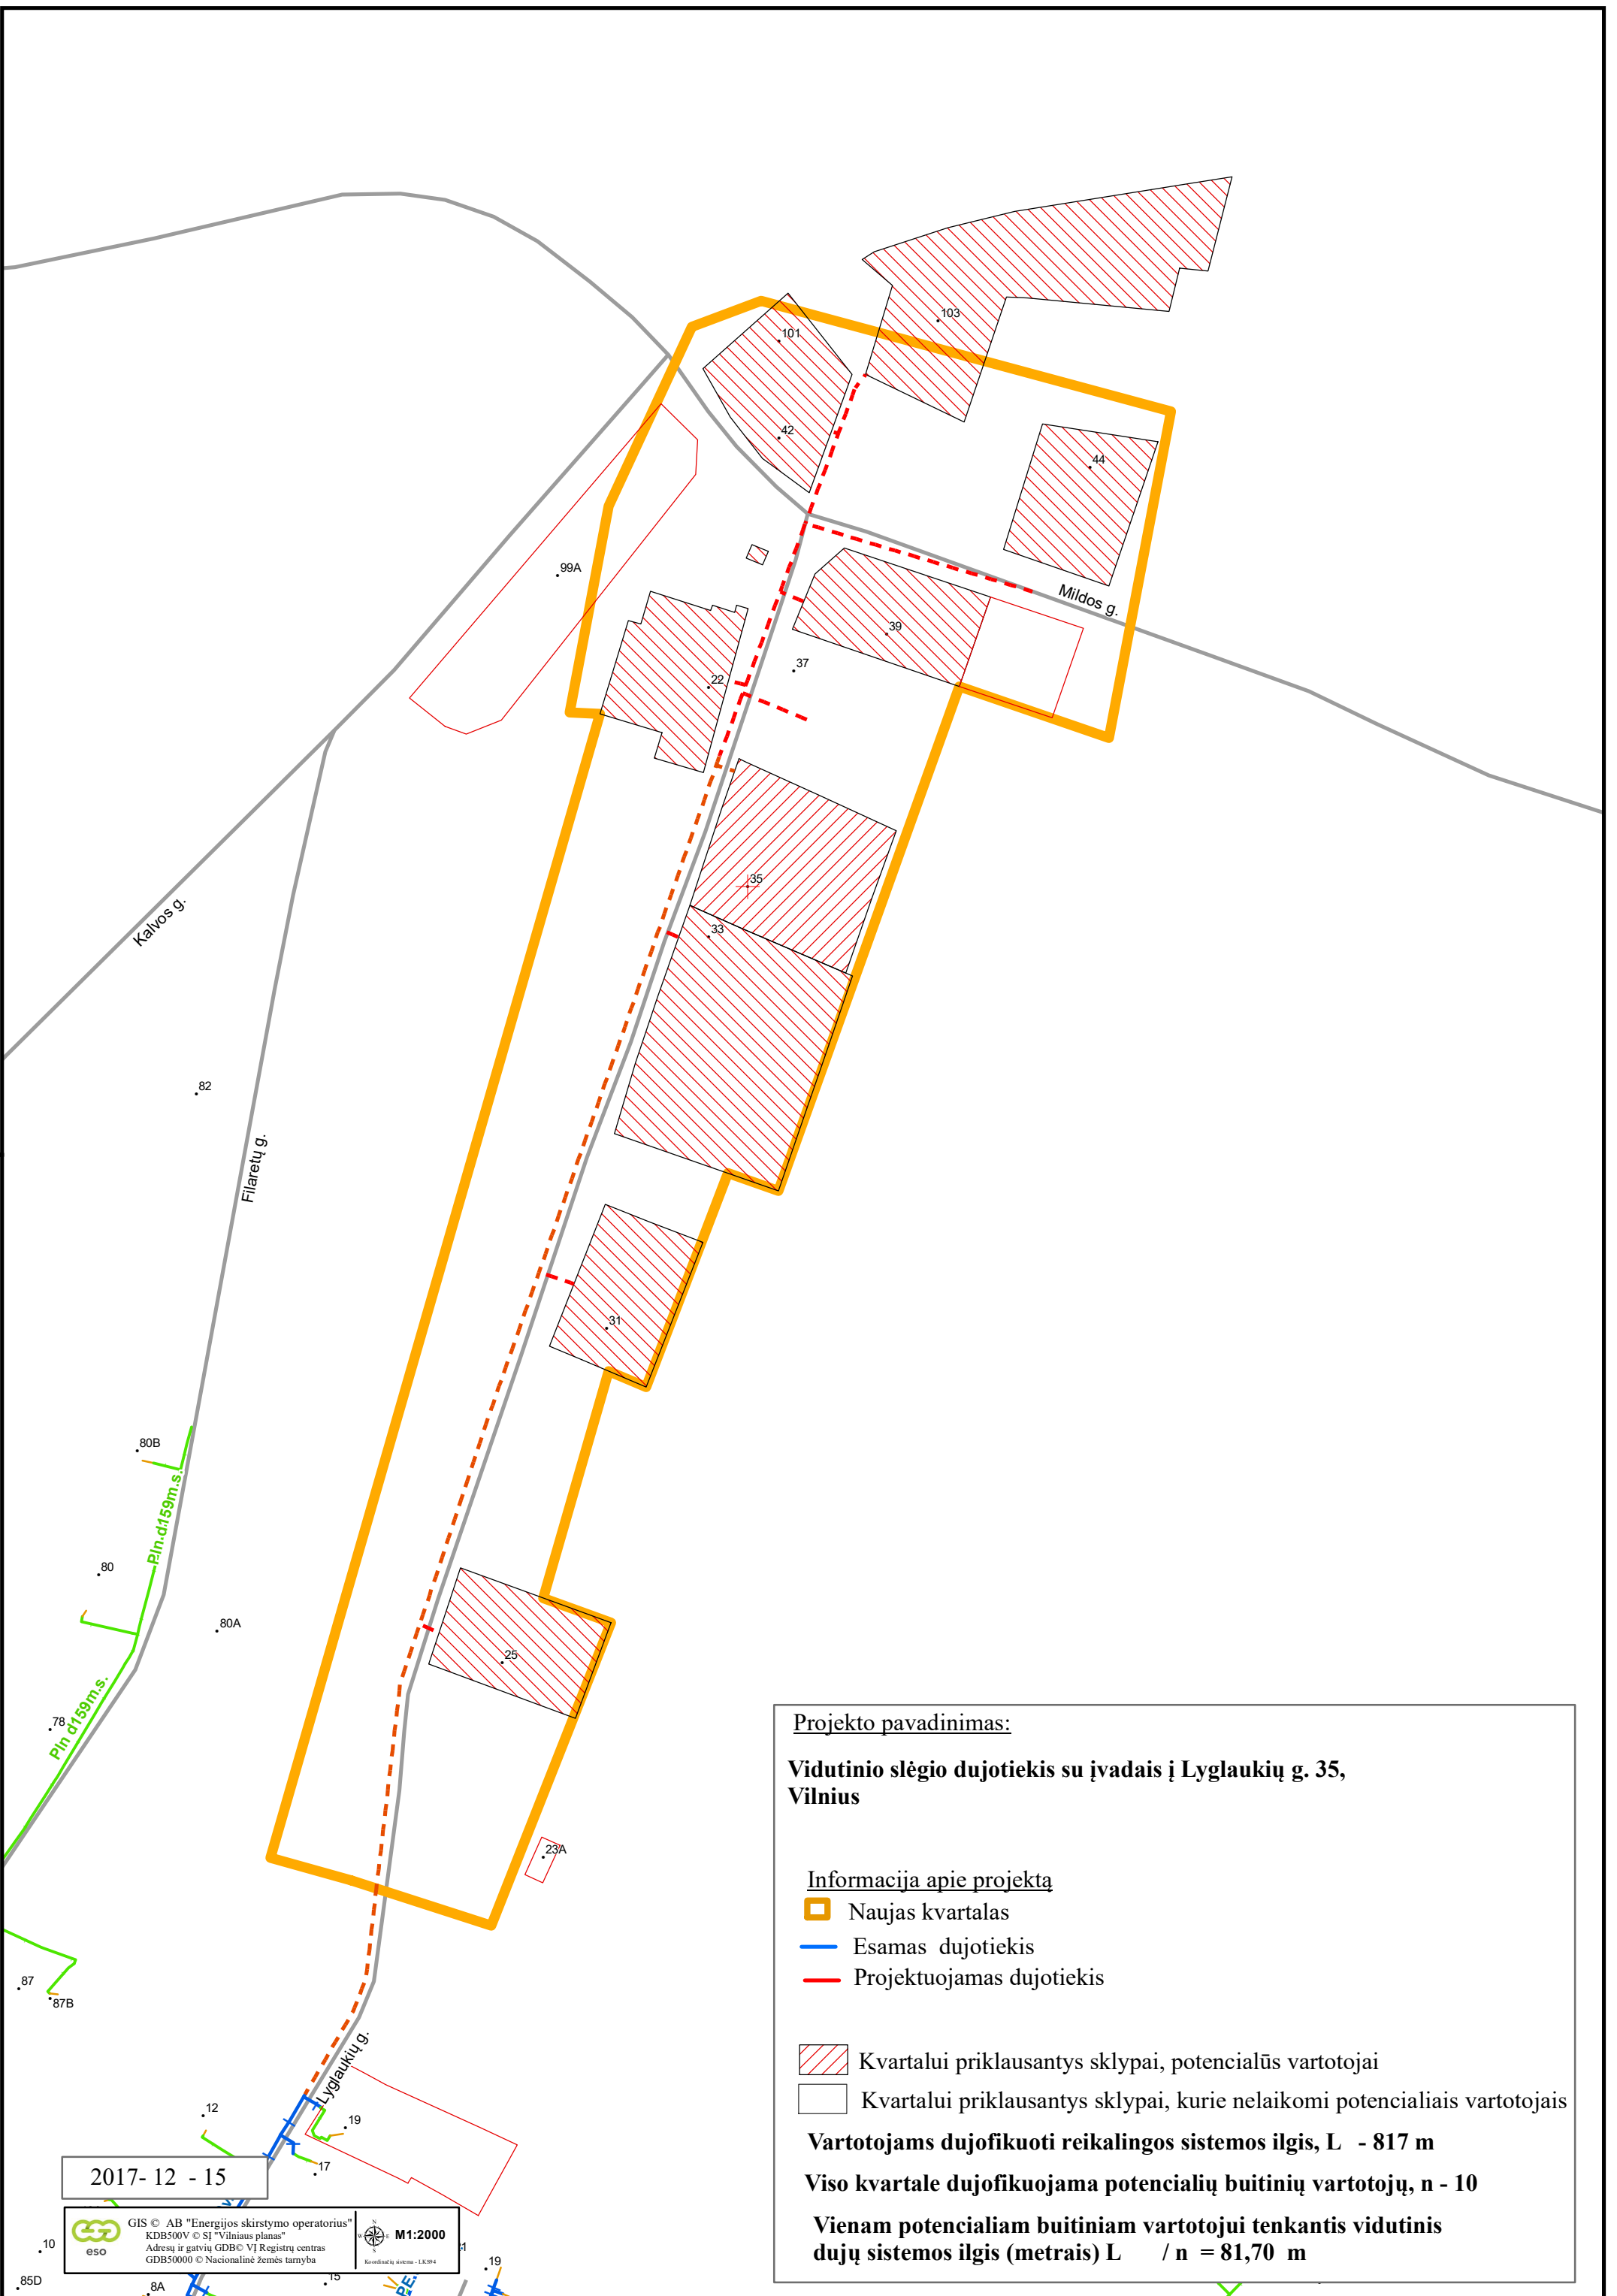 101
103
42
44
99A
Mildos g.
39
37
22
35
33
Kalvos g.
82
Filaretų g.
31
80B
Pln.d159m.s.
80
80A
25
78
Pln d159m.s.
23A
87
87B
Lyglaukių g.
12
19
17
10
85D
8A
15
19
Projekto pavadinimas:
Vidutinio slėgio dujotiekis su įvadais į Lyglaukių g. 35,
Vilnius
Informacija apie projektą
Naujas kvartalas
Esamas dujotiekis
Projektuojamas dujotiekis
Kvartalui priklausantys sklypai, potencialūs vartotojai
Kvartalui priklausantys sklypai, kurie nelaikomi potencialiais vartotojais
Vartotojams dujofikuoti reikalingos sistemos ilgis, L - 817 m
Viso kvartale dujofikuojama potencialių buitinių vartotojų, n - 10
Vienam potencialiam buitiniam vartotojui tenkantis vidutinis
dujų sistemos ilgis (metrais) L / n = 81,70 m
2017- 12 - 15
eso
GIS © AB "Energijos skirstymo operatorius"
KDB500V © SĮ "Vilniaus planas"
Adresų ir gatvių GDB© VĮ Registrų centras
GDB50000 © Nacionalinė žemės tarnyba
N
W E
S
M1:2000
Koordinačių sistema - LKS94